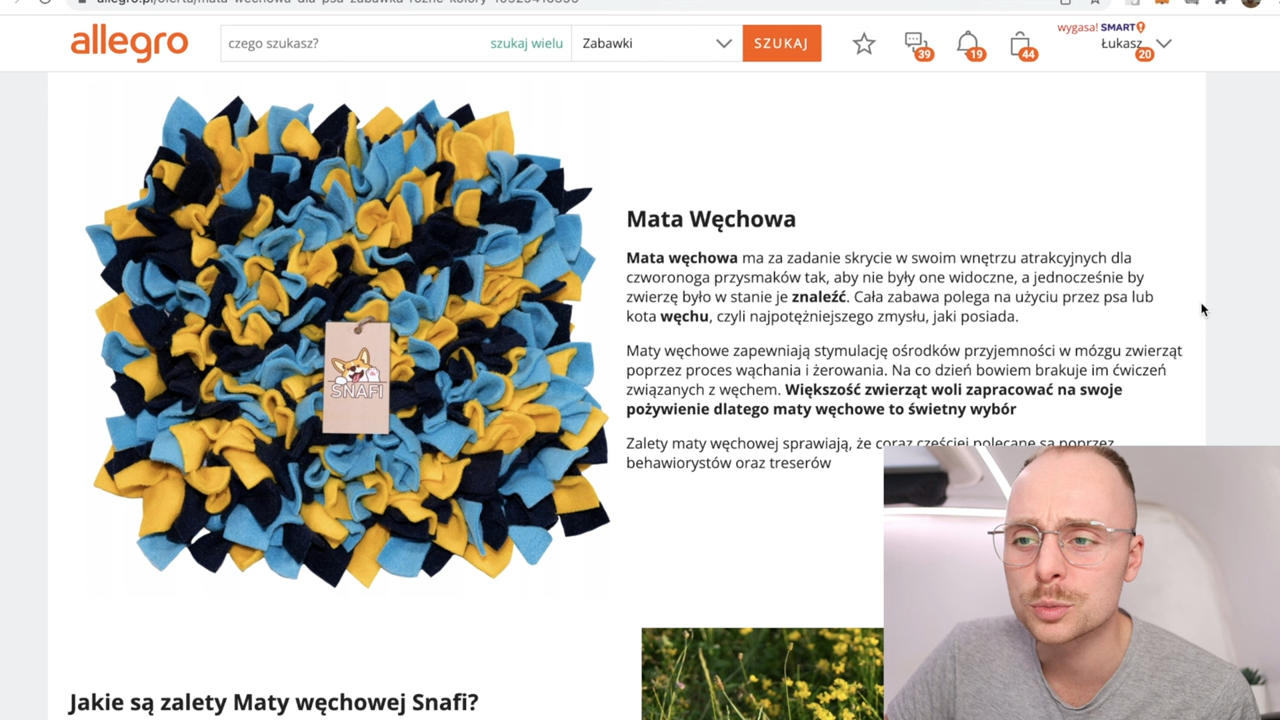 allegro
czego szukasz?
szukaj wielu
Zabawki
SZUKAJ
39
19
44
wygasa! SMART!
Łukasz
20
SNAFI
Mata Węchowa
Mata węchowa ma za zadanie skrycie w swoim wnętrzu atrakcyjnych dla
czworonoga przysmaków tak, aby nie były one widoczne, a jednocześnie by
zwierzę było w stanie je znaleźć. Cała zabawa polega na użyciu przez psa lub
kota węchu, czyli najpotężniejszego zmysłu, jaki posiada.
Maty węchowe zapewniają stymulację ośrodków przyjemności w mózgu zwierząt
poprzez proces wąchania i żerowania. Na co dzień bowiem brakuje im ćwiczeń
związanych z węchem. Większość zwierząt woli zapracować na swoje
pożywienie dlatego maty węchowe to świetny wybór
Zalety maty węchowej sprawiają, że coraz częściej polecane są poprzez
behawiorystów oraz treserów
Jakie są zalety Maty węchowej Snafi?